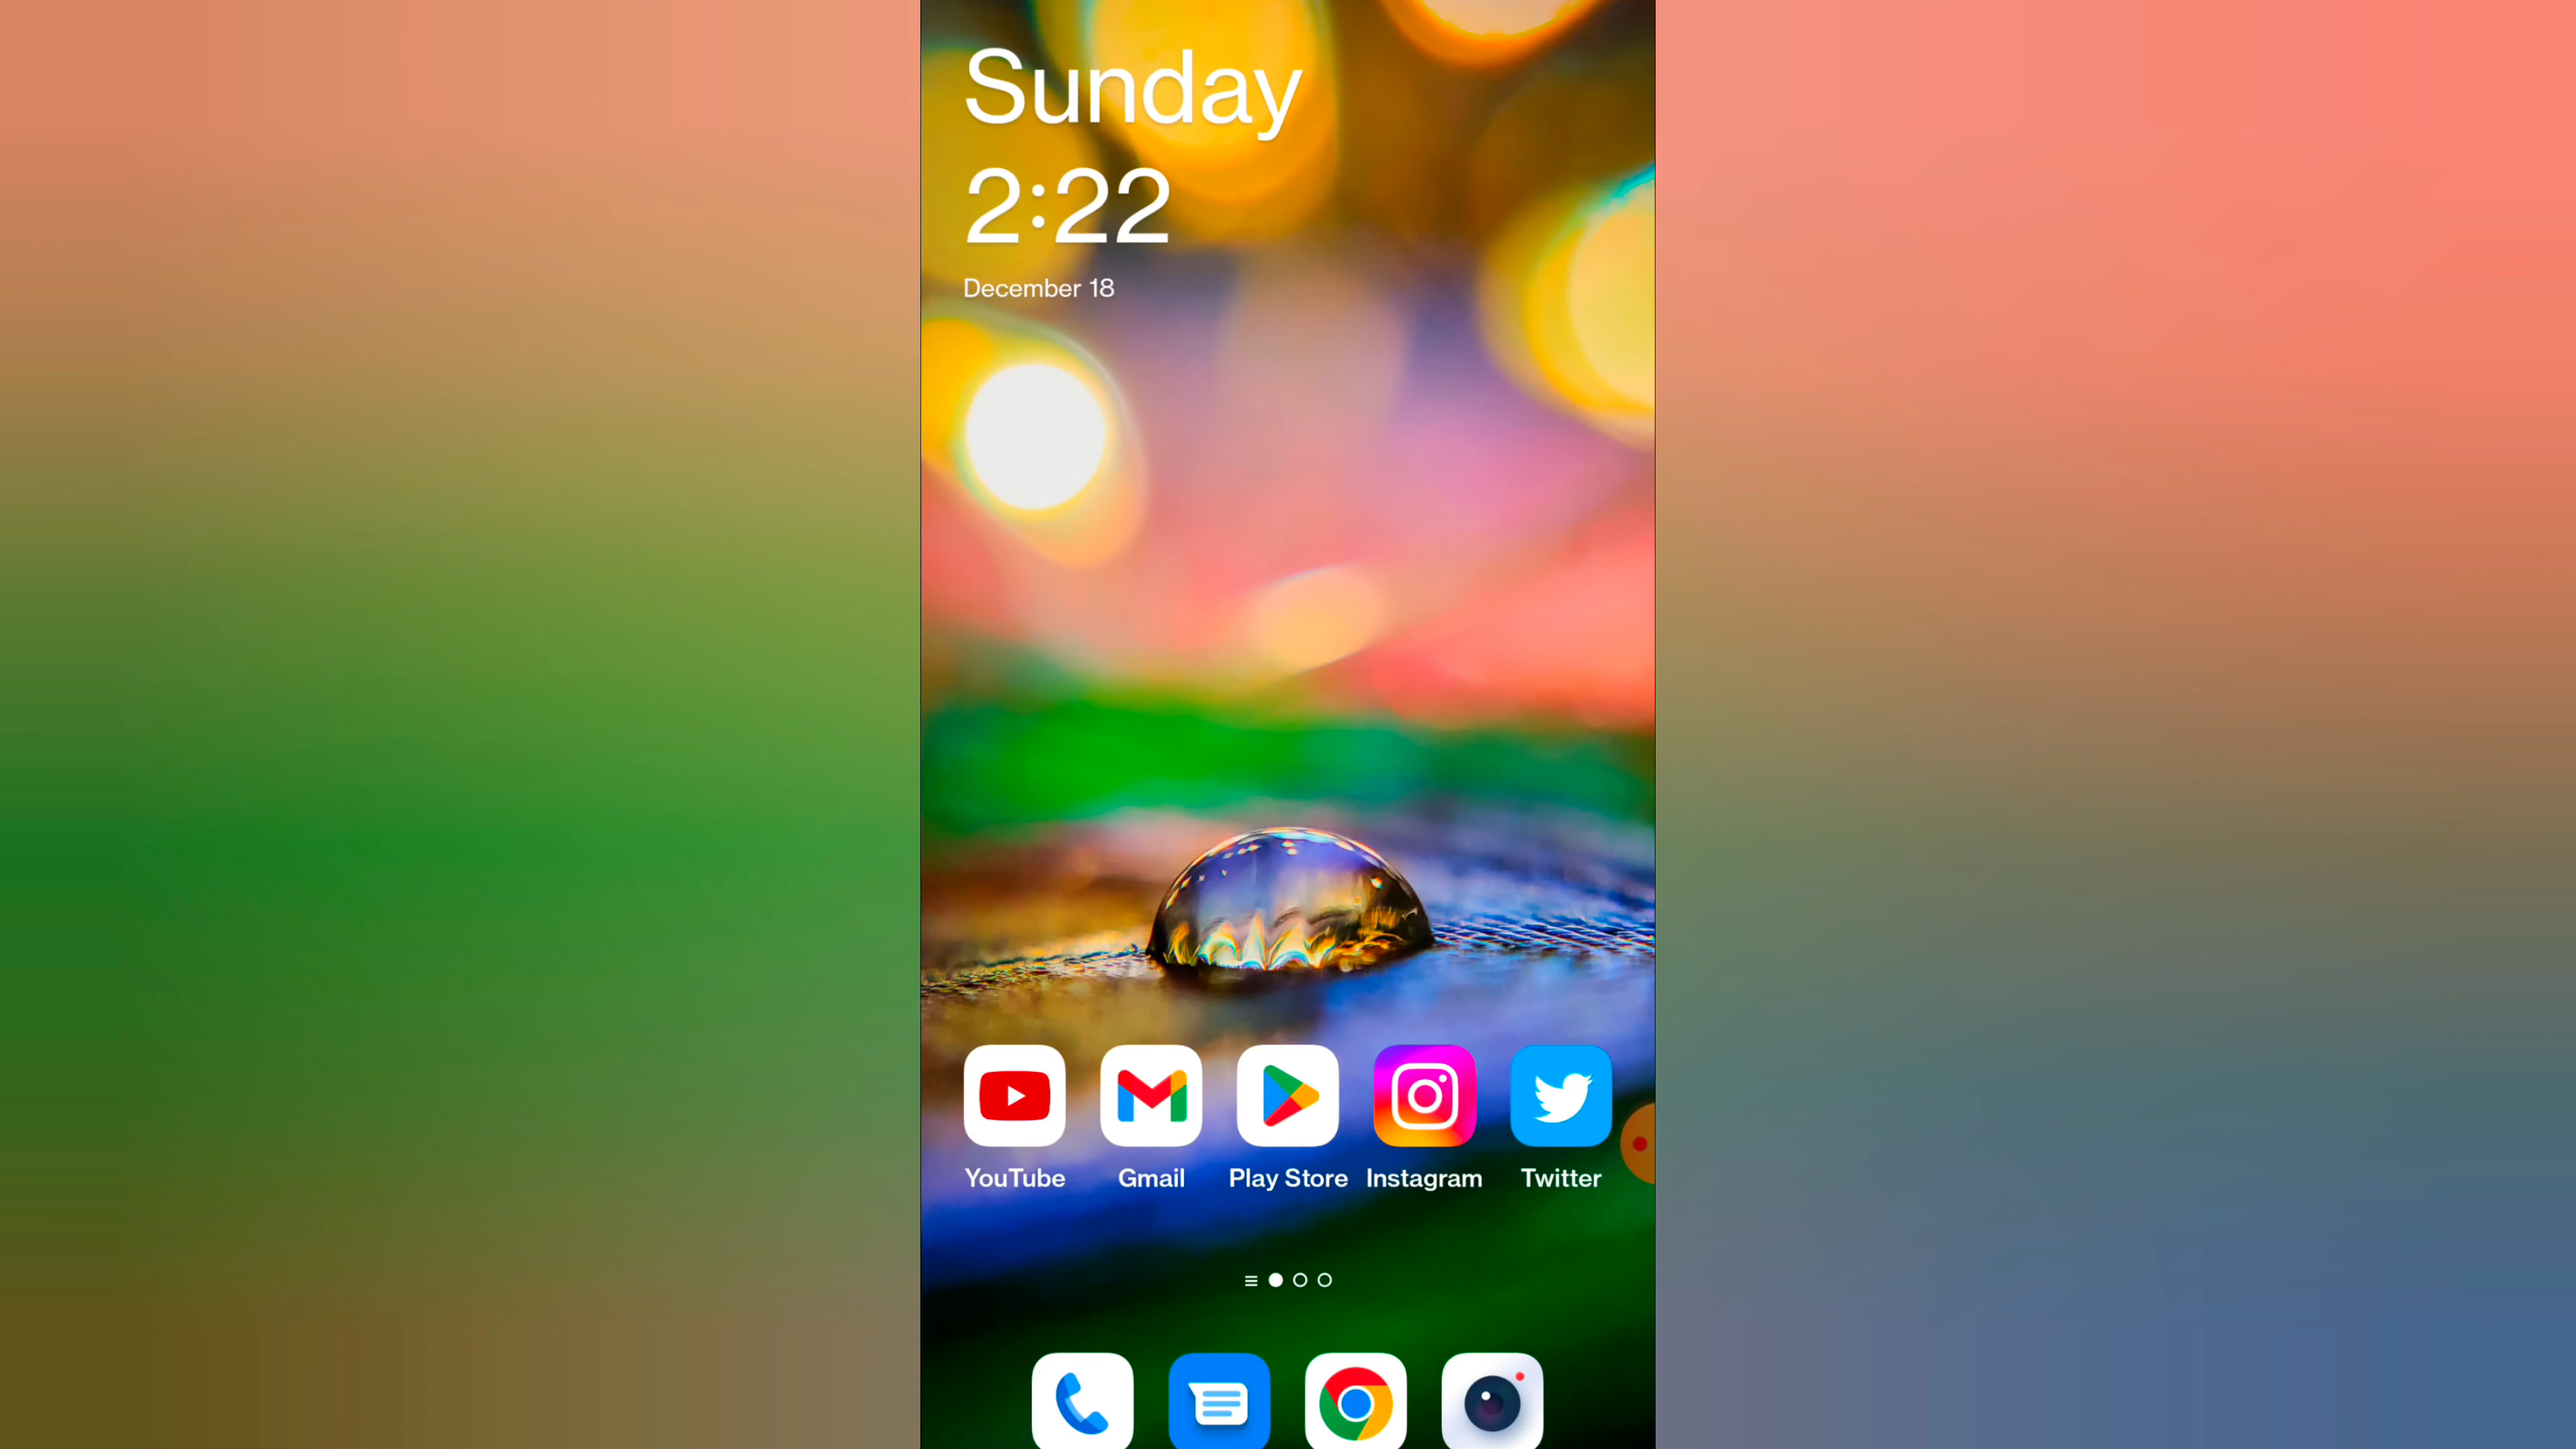 Sunday
2:22
December 18
YouTube
Gmail
Play Store
Instagram
Twitter